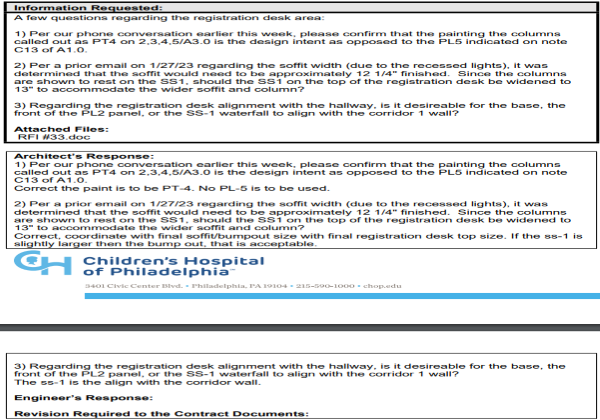 Information Requested:
A few questions regarding the registration desk area:
1) Per our phone conversation earlier this week, please confirm that the painting the columns
called out as PT4 on 2,3,4,5/A3.0 is the design intent as opposed to the PL5 indicated on note
C13 of A1.0.
2) Per a prior email on 1/27/23 regarding the soffit width (due to the recessed lights), it was
determined that the soffit would need to be approximately 12 1/4" finished. Since the columns
are shown to rest on the SS1, should the SS1 on the top of the registration desk be widened to
13" to accommodate the wider soffit and column?
3) Regarding the registration desk alignment with the hallway, is it desireable for the base, the
front of the PL2 panel, or the SS-1 waterfall to align with the corridor 1 wall?
Attached Files:
RFI #33.doc
Architect's Response:
1) Per our phone conversation earlier this week, please confirm that the painting the columns
called out as PT4 on 2,3,4,5/A3.0 is the design intent as opposed to the PL5 indicated on note
C13 of A1.0.
Correct the paint is to be PT-4. No PL-5 is to be used.
2) Per a prior email on 1/27/23 regarding the soffit width (due to the recessed lights), it was
determined that the soffit would need to be approximately 12 1/4" finished. Since the columns
are shown to rest on the SS1, should the SS1 on the top of the registration desk be widened to
13" to accommodate the wider soffit and column?
Correct, coordinate with final soffit/bumpout size with final registration desk top size. If the ss-1 is
slightly larger then the bump out, that is acceptable.
CH Children's Hospital
of Philadelphia™
3401 Civic Center Blvd. • Philadelphia, PA 19104 • 215-590-1000 • chop.edu
3) Regarding the registration desk alignment with the hallway, is it desireable for the base, the
front of the PL2 panel, or the SS-1 waterfall to align with the corridor 1 wall?
The ss-1 is the align with the corridor wall.
Engineer's Response:
Revision Required to the Contract Documents: